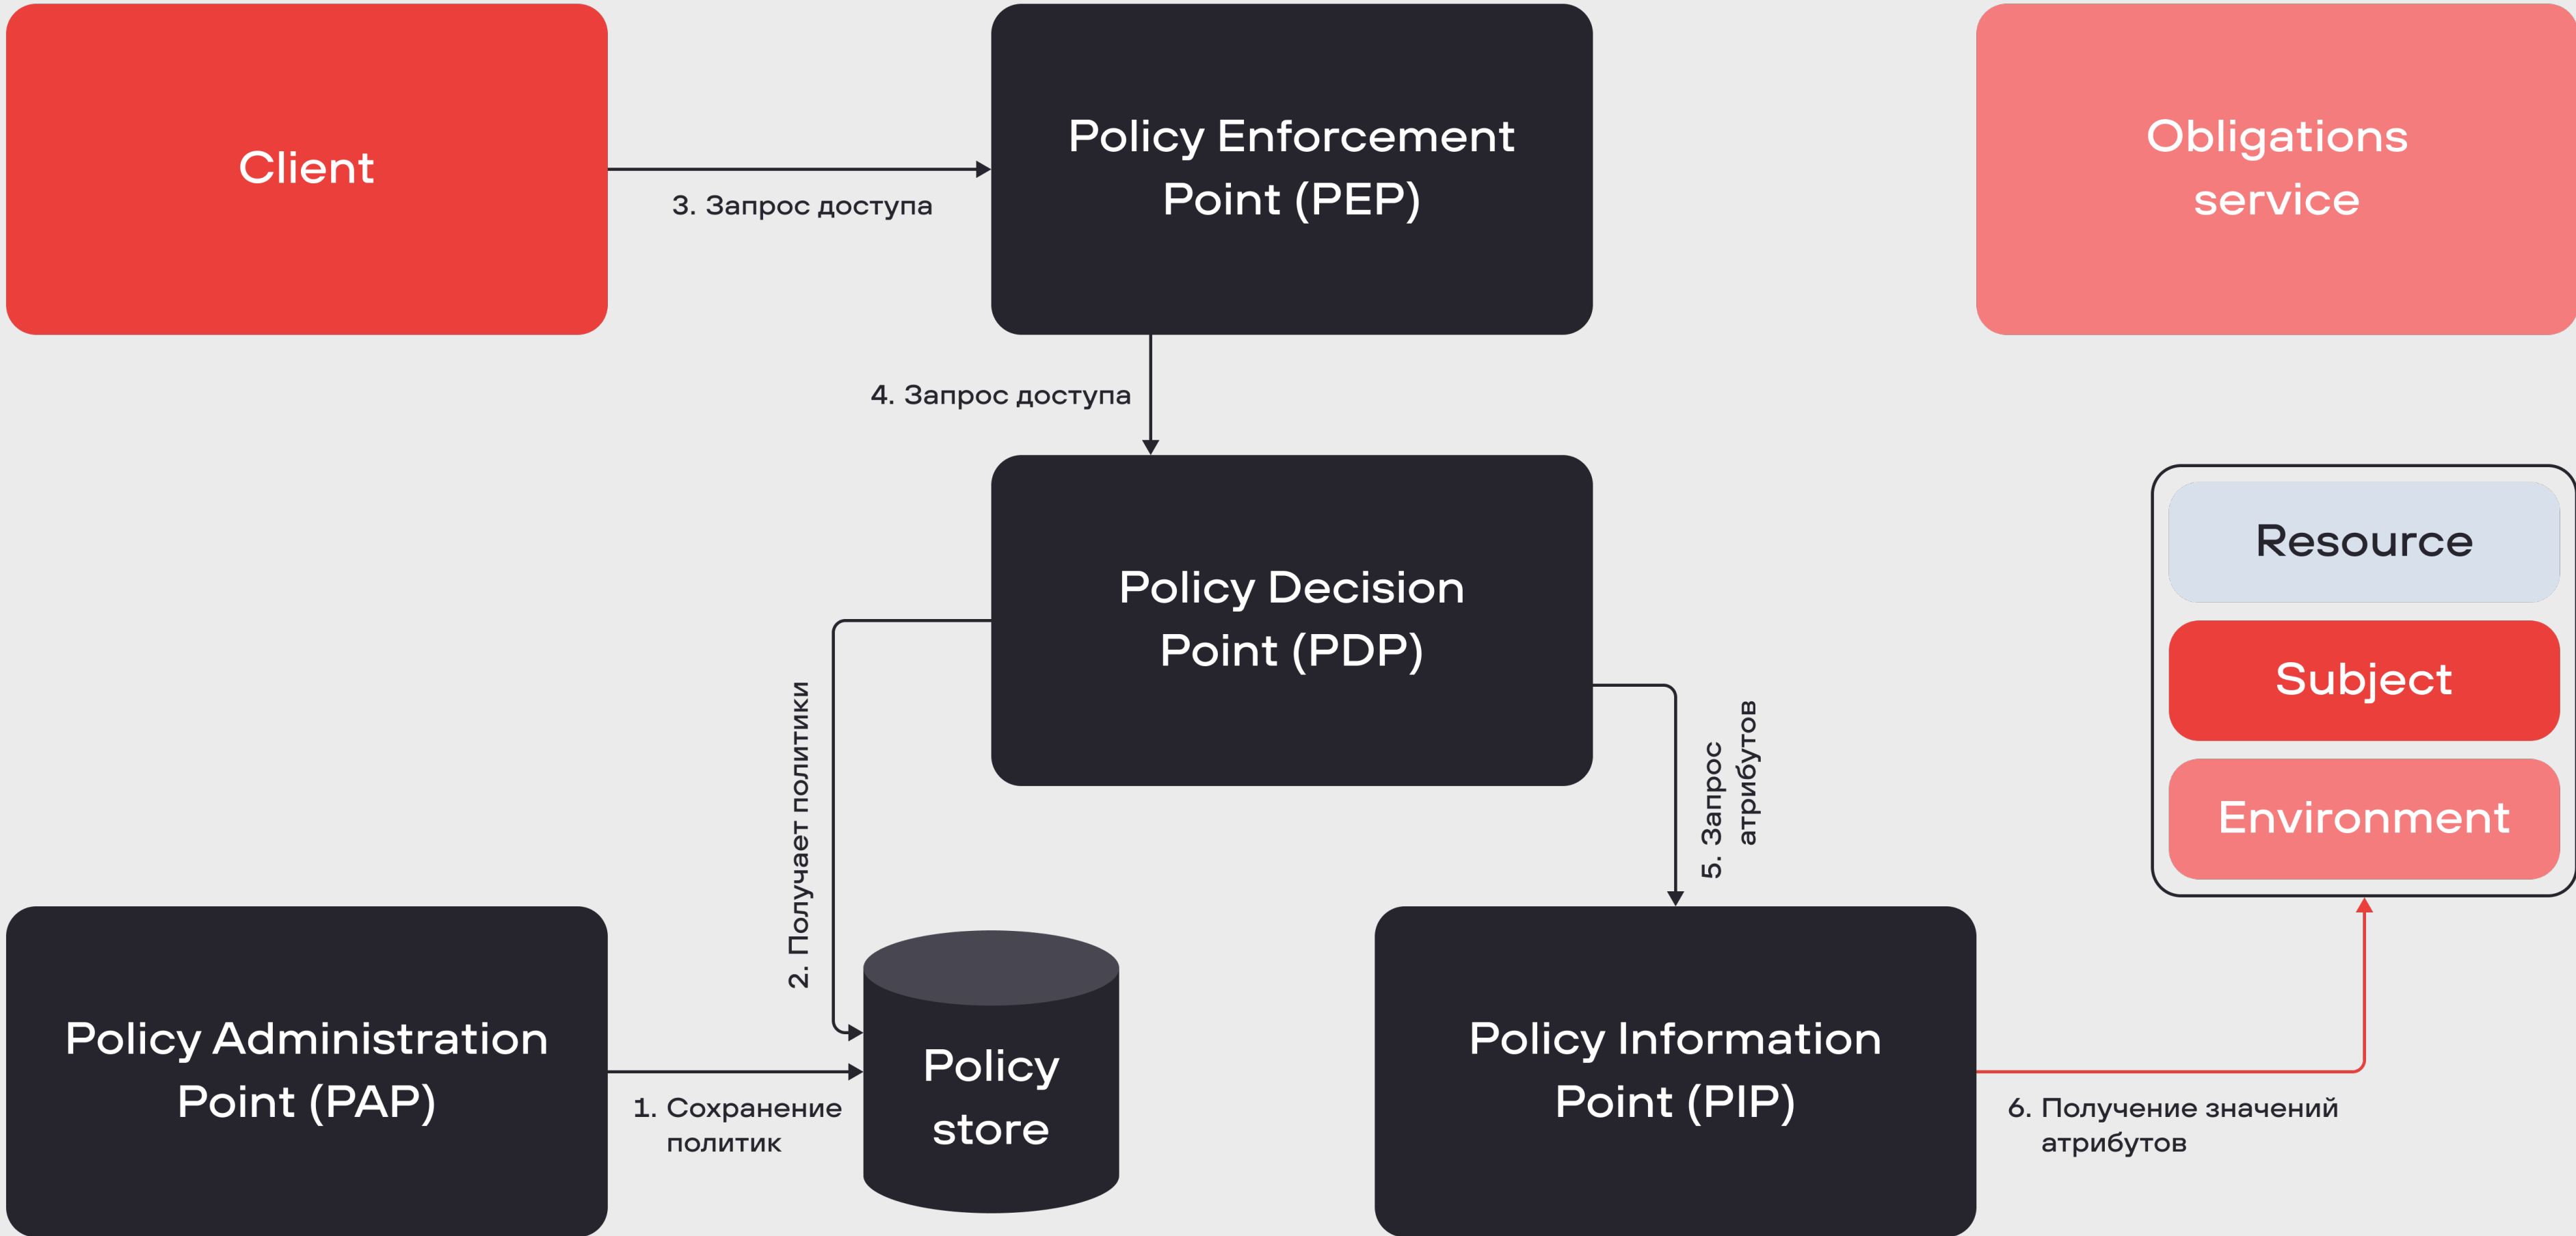 Client
3. Запрос доступа
Policy Enforcement
Point (PEP)
Obligations
service
4. Запрос доступа
Policy Decision
Point (PDP)
Resource
Subject
Environment
2. Получает политики
5. Запрос
атрибутов
Policy Administration
Point (PAP)
1. Сохранение
политик
Policy
store
Policy Information
Point (PIP)
6. Получение значений
атрибутов